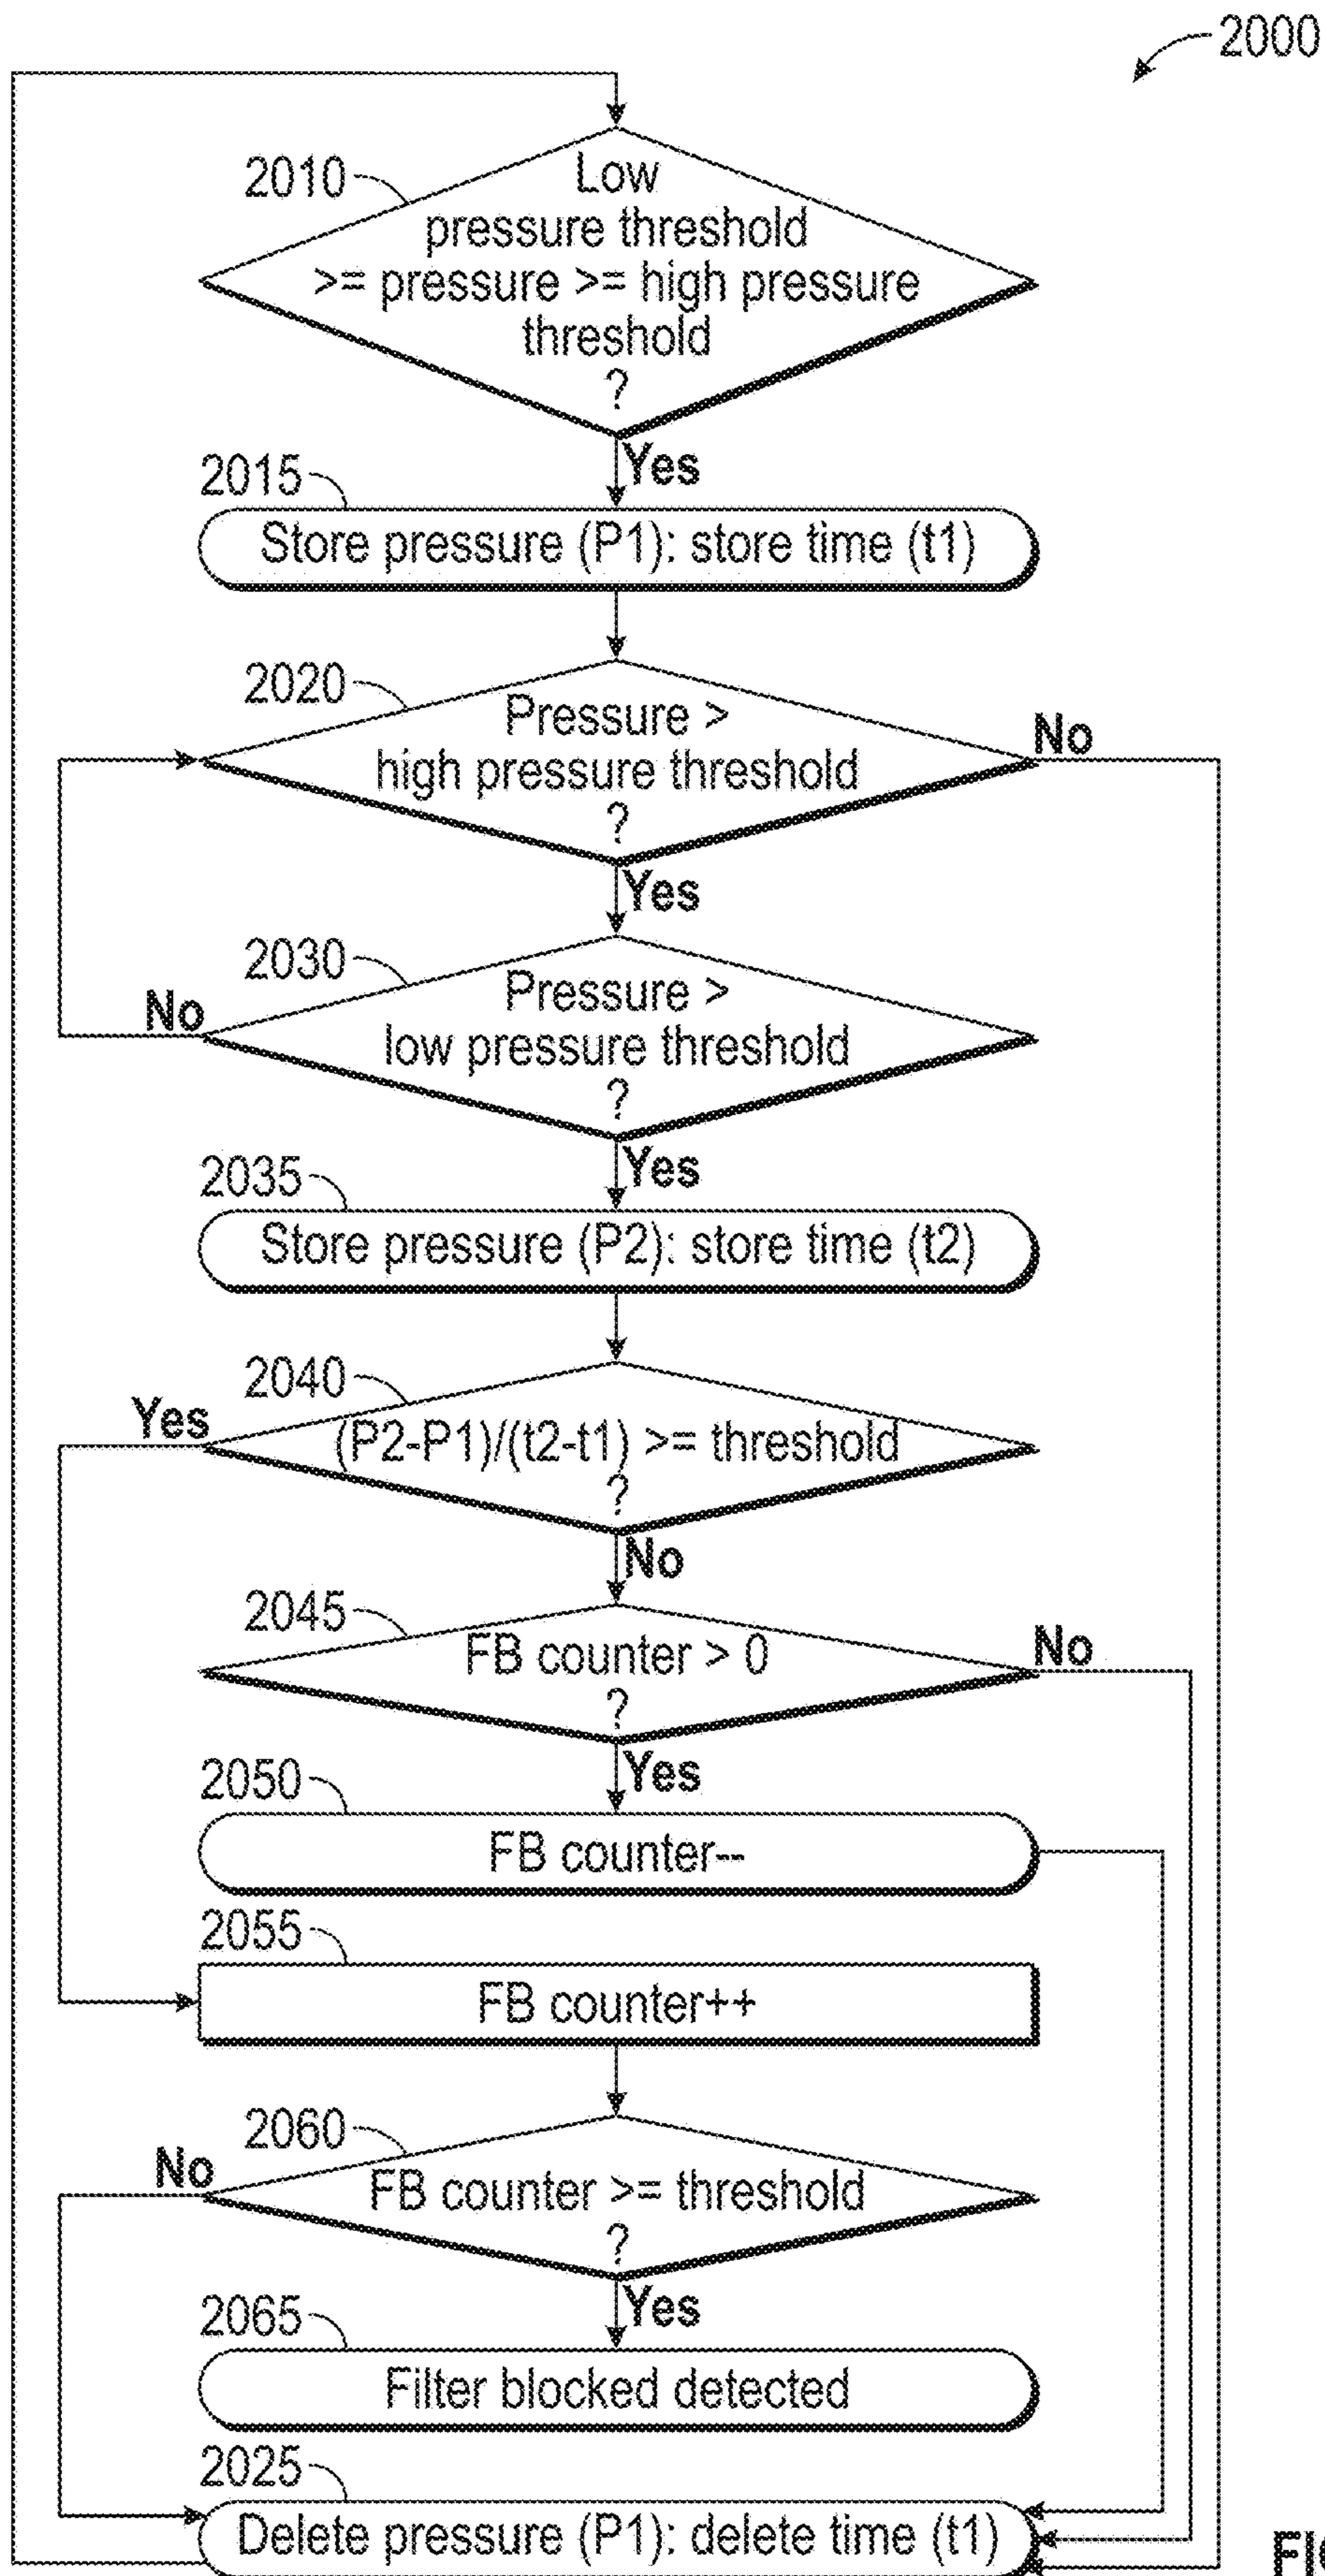 2000
2010
Low
pressure threshold
>= pressure >= high pressure
threshold
?
Yes
2015
Store pressure (P1): store time (t1)
2020
Pressure >
high pressure threshold
?
No
Yes
2030
Pressure >
low pressure threshold
?
No
Yes
2035
Store pressure (P2): store time (t2)
2040
Yes
(P2-P1)/(t2-t1) >= threshold
?
No
2045
FB counter > 0
?
No
Yes
2050
FB counter--
2055
FB counter++
2060
No
FB counter >= threshold
?
Yes
2065
Filter blocked detected
2025
Delete pressure (P1): delete time (t1)